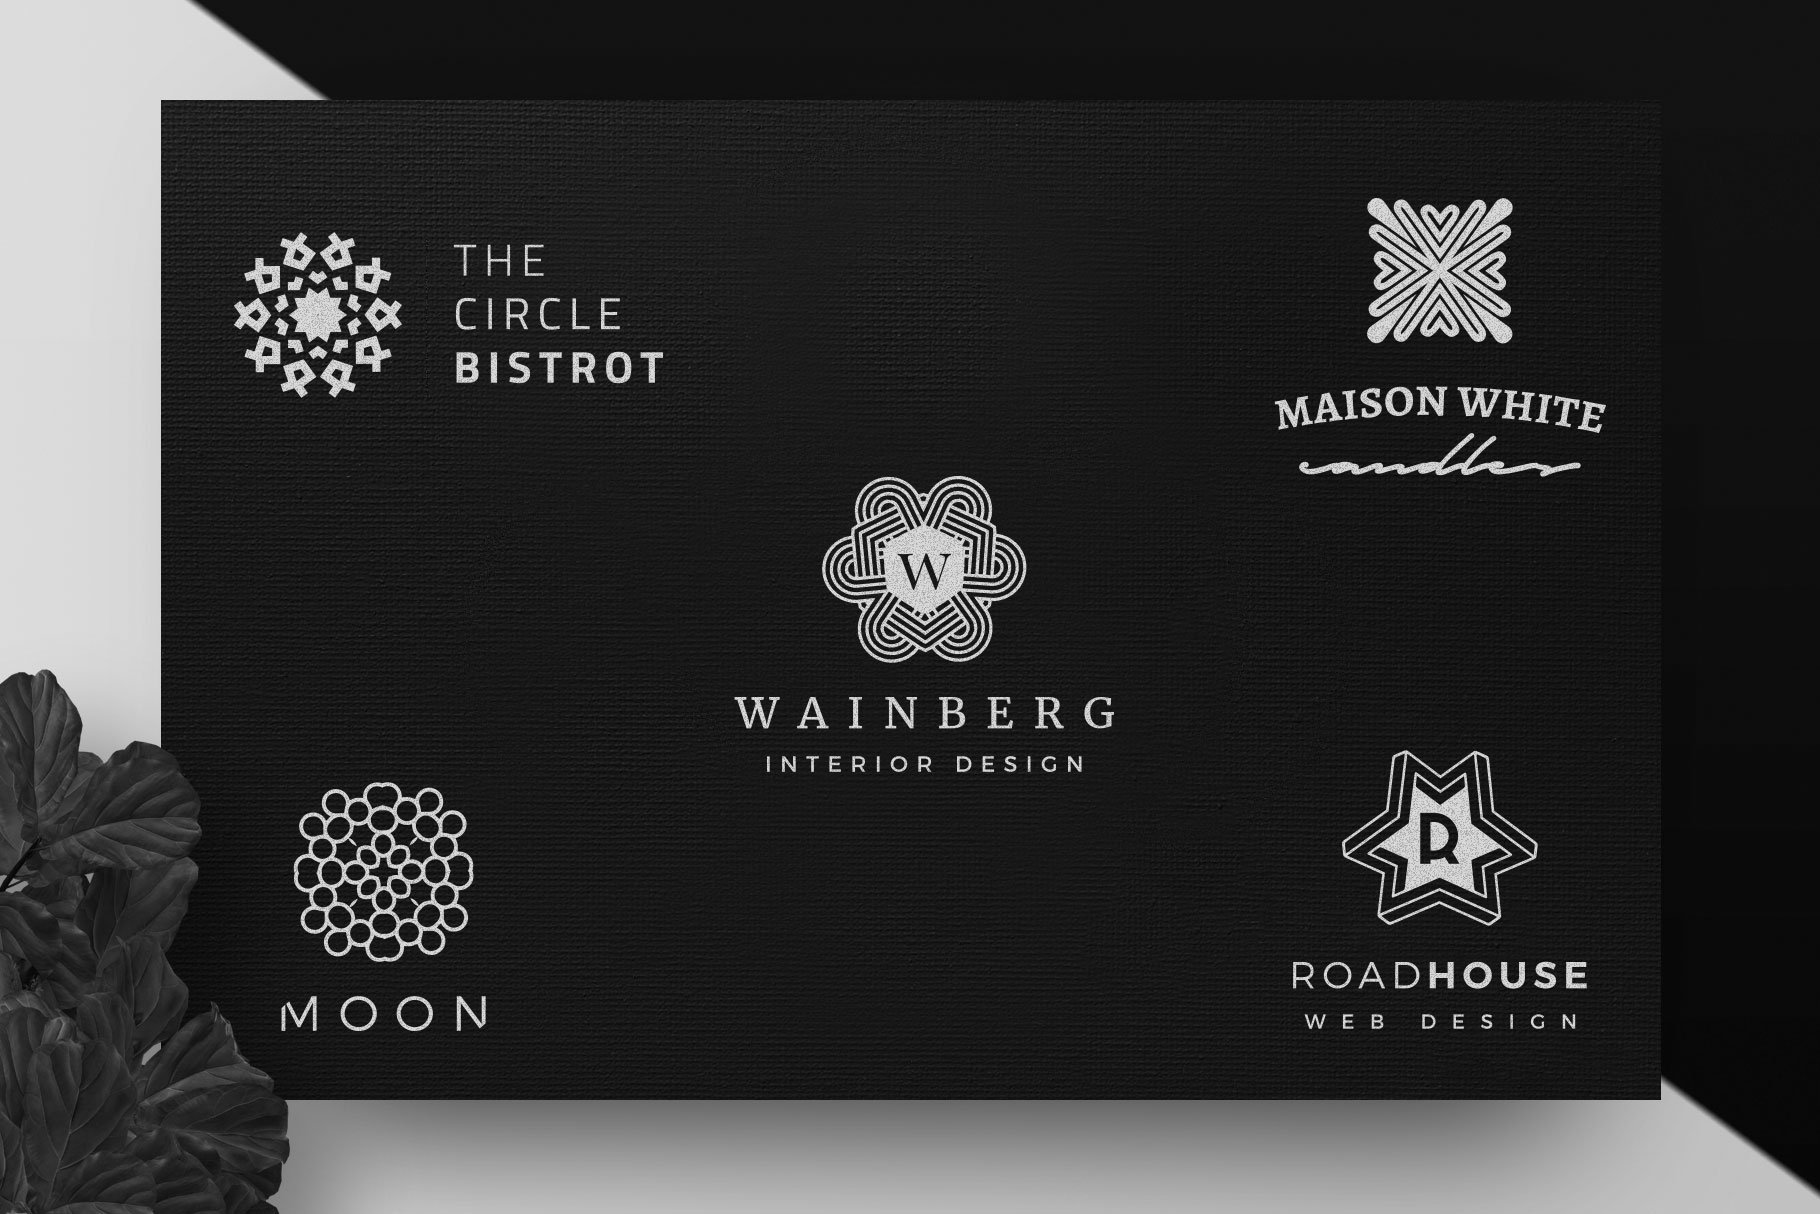 THE
CIRCLE
BISTROT
MAISON WHITE
candles
W
WAINBERG
INTERIOR DESIGN
MOON
R
ROADHOUSE
WEB DESIGN